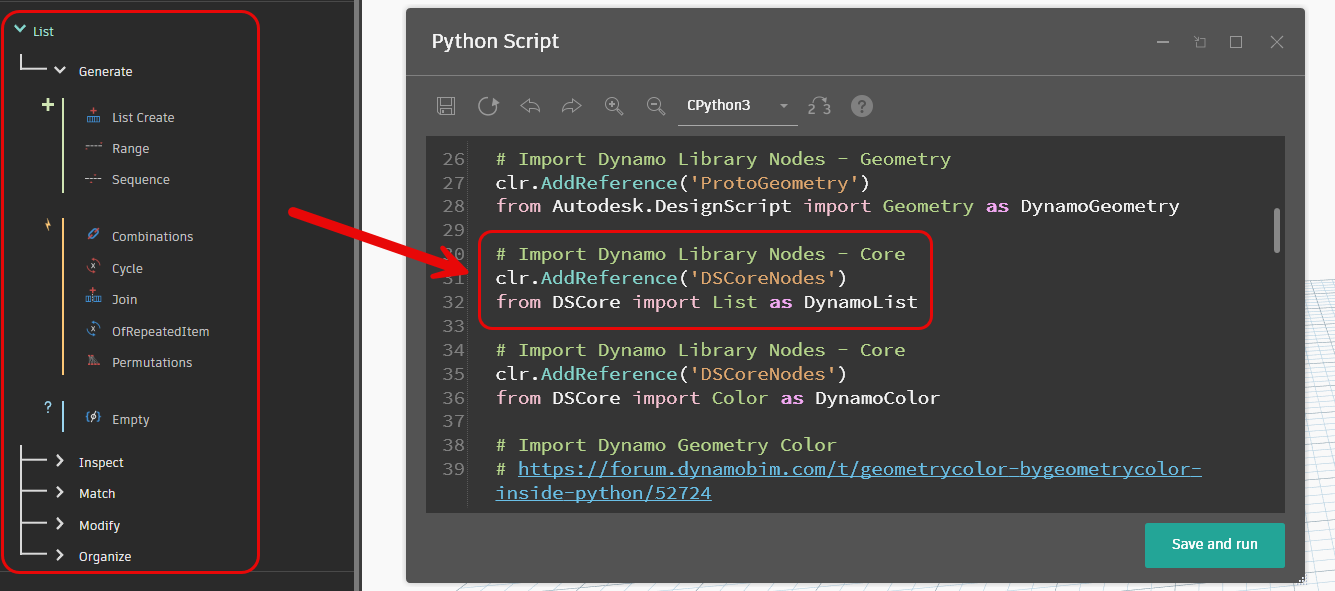 List
Generate
List Create
Range
Sequence
Combinations
Cycle
Join
OfRepeatedItem
Permutations
?
Empty
Inspect
Match
Modify
Organize
Python Script
CPython3
2 3
?
26 # Import Dynamo Library Nodes - Geometry
27 clr.AddReference('ProtoGeometry')
28 from Autodesk.DesignScript import Geometry as DynamoGeometry
29
30 # Import Dynamo Library Nodes - Core
31 clr.AddReference('DSCoreNodes')
32 from DSCore import List as DynamoList
33
34 # Import Dynamo Library Nodes - Core
35 clr.AddReference('DSCoreNodes')
36 from DSCore import Color as DynamoColor
37
38 # Import Dynamo Geometry Color
39 # https://forum.dynamobim.com/t/geometrycolor-bygeometrycolor-
inside-python/52724
Save and run